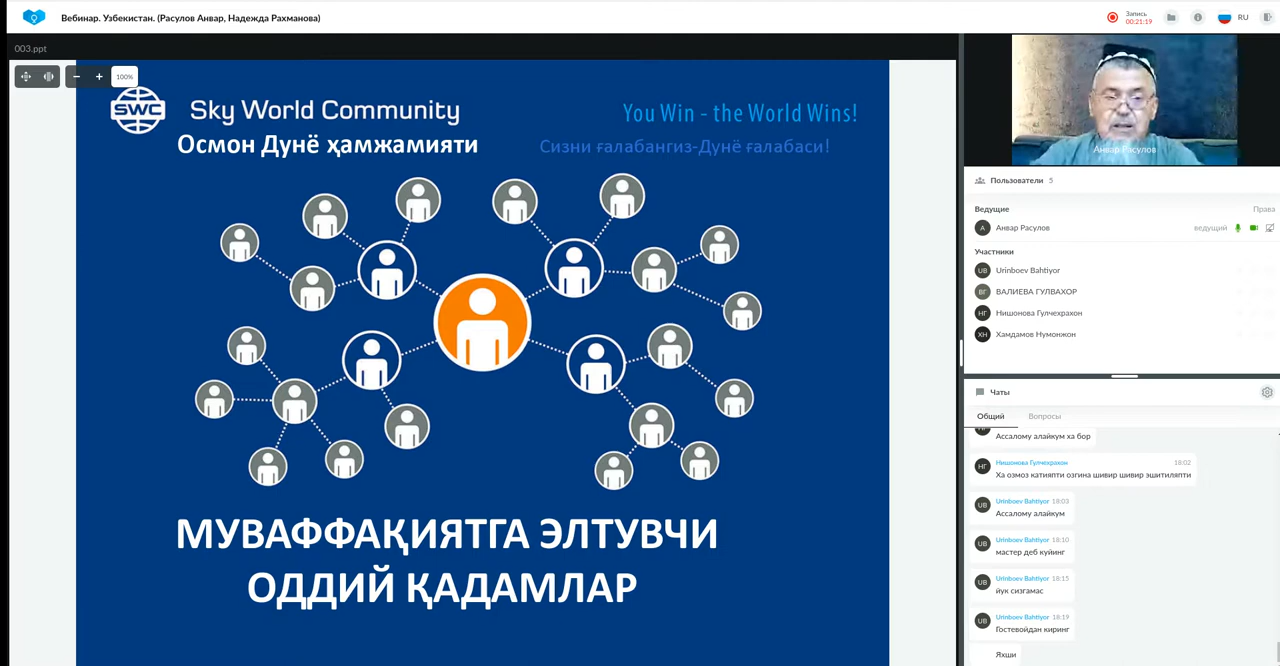 Вебинар. Узбекистан. (Расулов Анвар, Надежда Рахманова)
Запись
00:21:19
RU
003.ppt
100%
SWC
Sky World Community
You Win - the World Wins!
Осмон Дунё ҳамжамияти
Сизни ғалабангиз-Дунё ғалабаси!
МУВАФФАҚИЯТГА ЭЛТУВЧИ
ОДДИЙ ҚАДАМЛАР
Анвар Расулов
Пользователи 5
Ведущие
Права
А Анвар Расулов ведущий
Участники
UB Urinboev Bahtiyor
ВГ ВАЛИЕВА ГУЛВАХОР
НГ Нишонова Гулчехрахон
ХН Хамдамов Нумонжон
Чаты
Общий Вопросы
Ассалому алайкум ха бор
НГ Нишонова Гулчехрахон 18:02
Ха озмоз катияпти озгина шивир шивир эшитиляпти
UB Urinboev Bahtiyor 18:03
Ассалому алайкум
UB Urinboev Bahtiyor 18:10
мастер деб куйинг
UB Urinboev Bahtiyor 18:15
йук сизгамас
UB Urinboev Bahtiyor 18:19
Гостевойдан киринг
Яхши